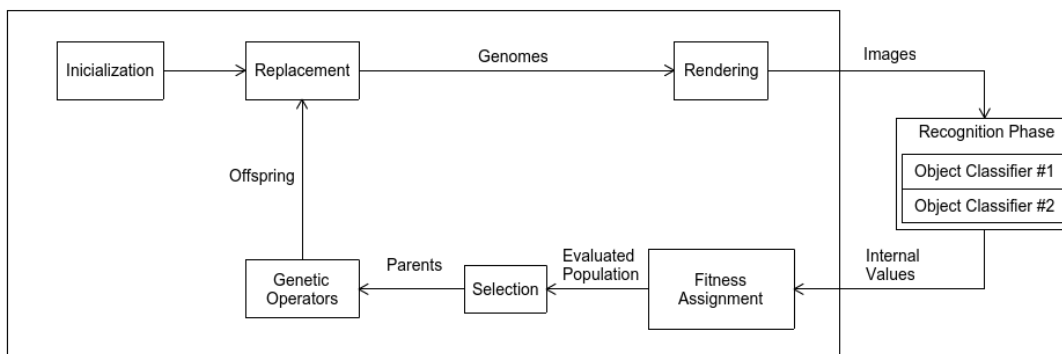 Inicialization
Replacement
Genomes
Rendering
Images
Recognition Phase
Object Classifier #1
Object Classifier #2
Offspring
Genetic
Operators
Parents
Selection
Evaluated
Population
Fitness
Assignment
Internal
Values